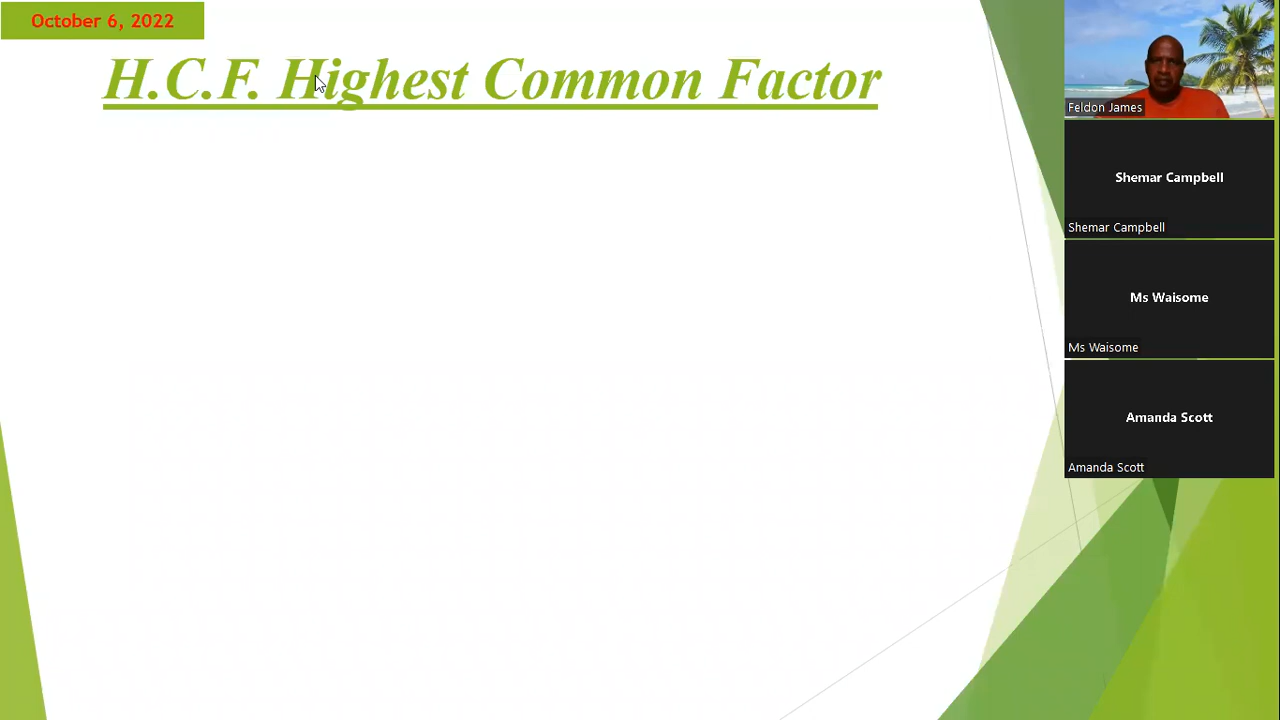 October 6, 2022
H.C.F. Highest Common Factor
Feldon James
Shemar Campbell
Shemar Campbell
Ms Waisome
Ms Waisome
Amanda Scott
Amanda Scott